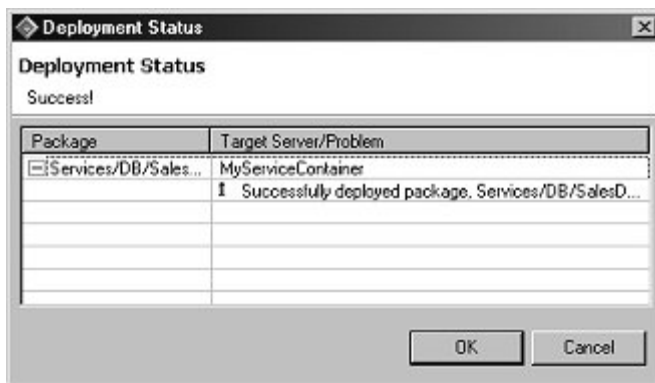 Deployment Status
Deployment Status
Success!
Package Target Server/Problem
Services/DB/Sales... MyServiceContainer
Successfully deployed package, Services/DB/SalesD...
OK Cancel